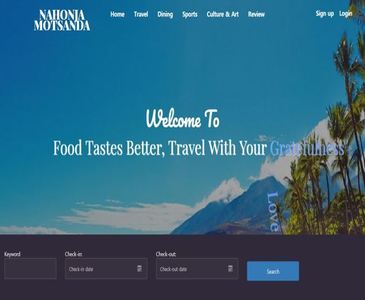 NAHONJA
MOTSANDA
Home Travel Dining Sports Culture & Art Review
Sign up Login
Welcome To
Food Tastes Better, Travel With Your Gratefulness
Love
Keyword Check-in: Check-out:
Check-in date Check-out date Search